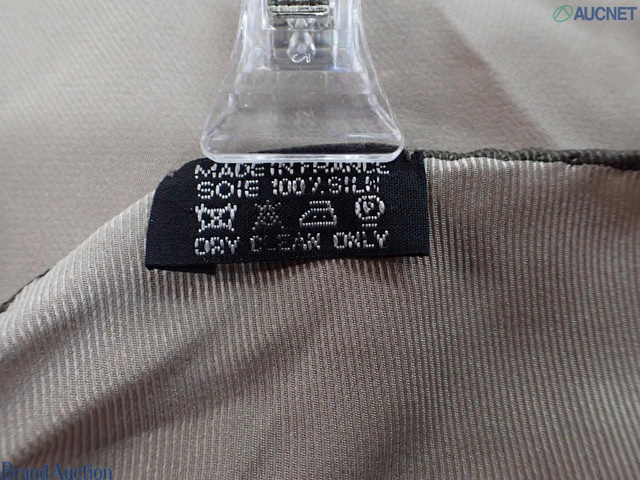 AUCNET
MADE IN FRANCE
SOIE 100% SILK
DRY CLEAN ONLY
Brand Auction